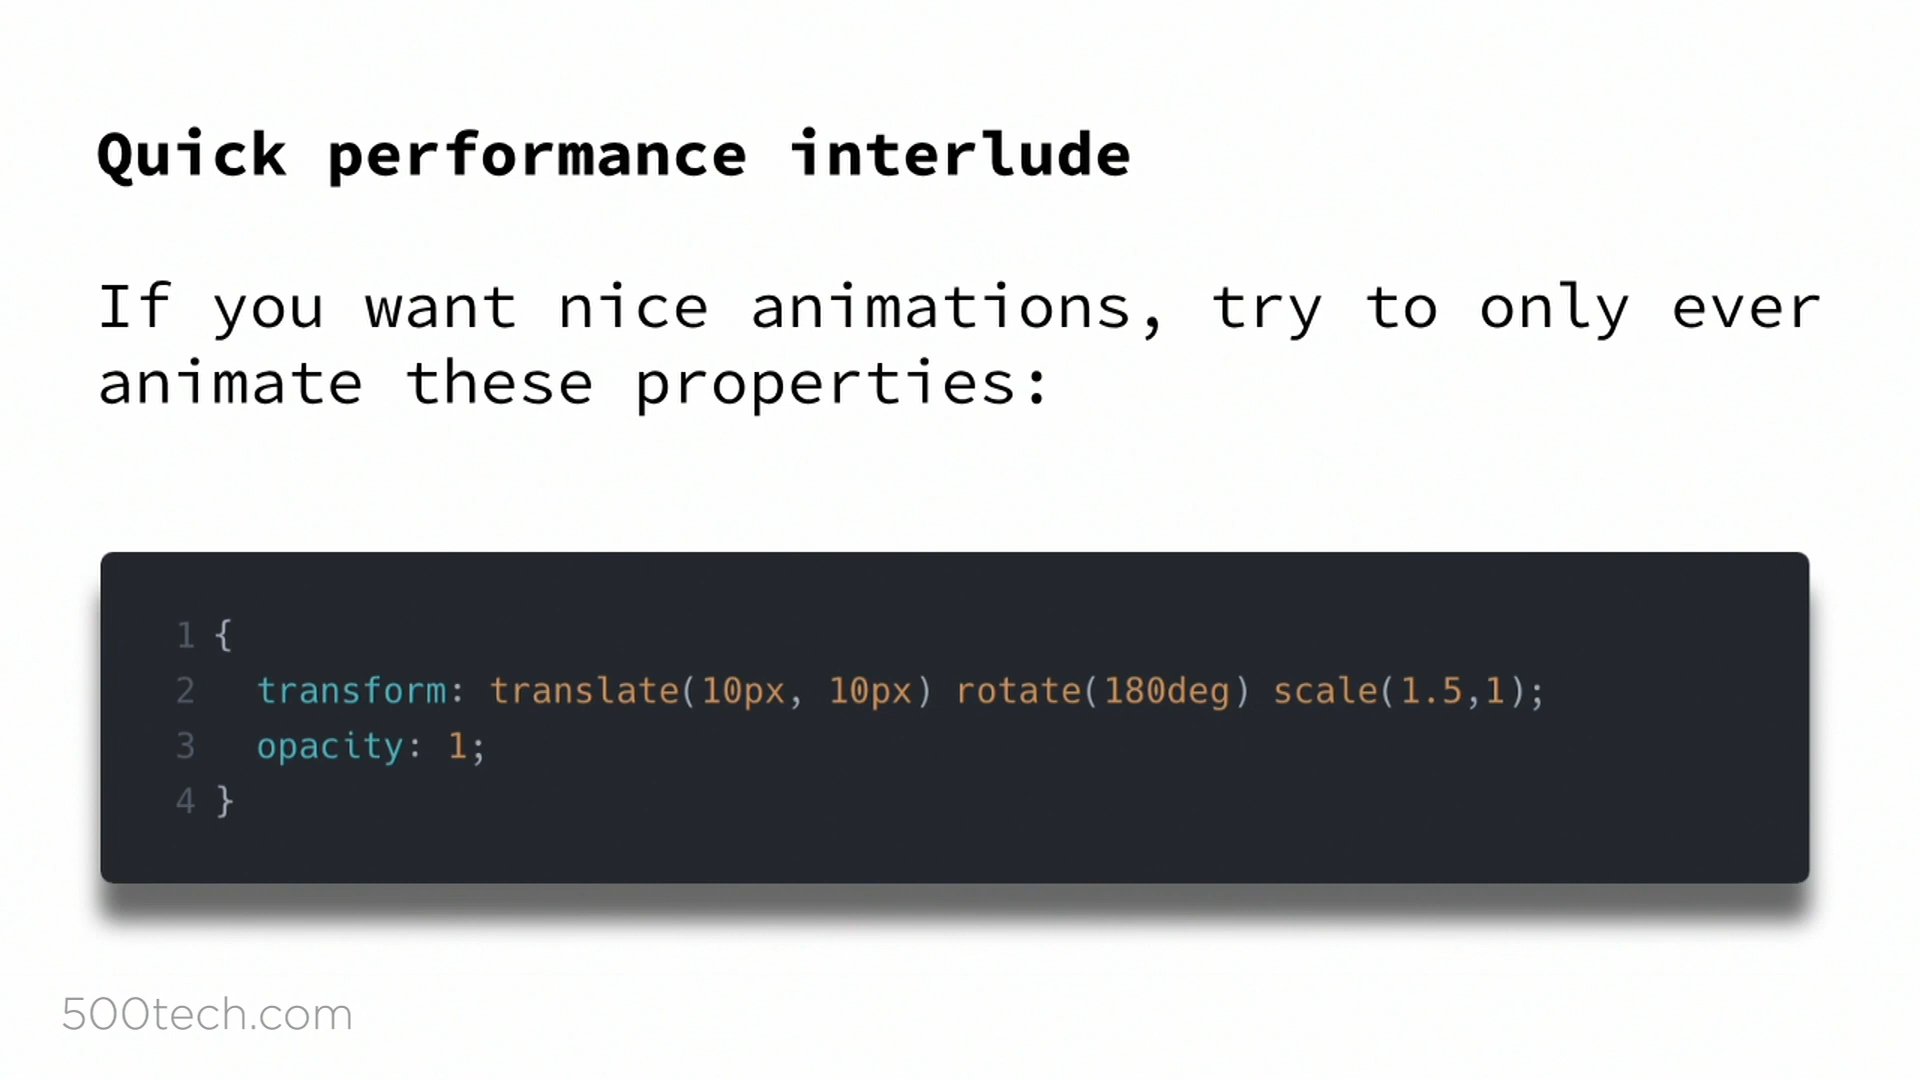 Quick performance interlude
If you want nice animations, try to only ever
animate these properties:
1 {
2   transform: translate(10px, 10px) rotate(180deg) scale(1.5,1);
3   opacity: 1;
4 }
500tech.com